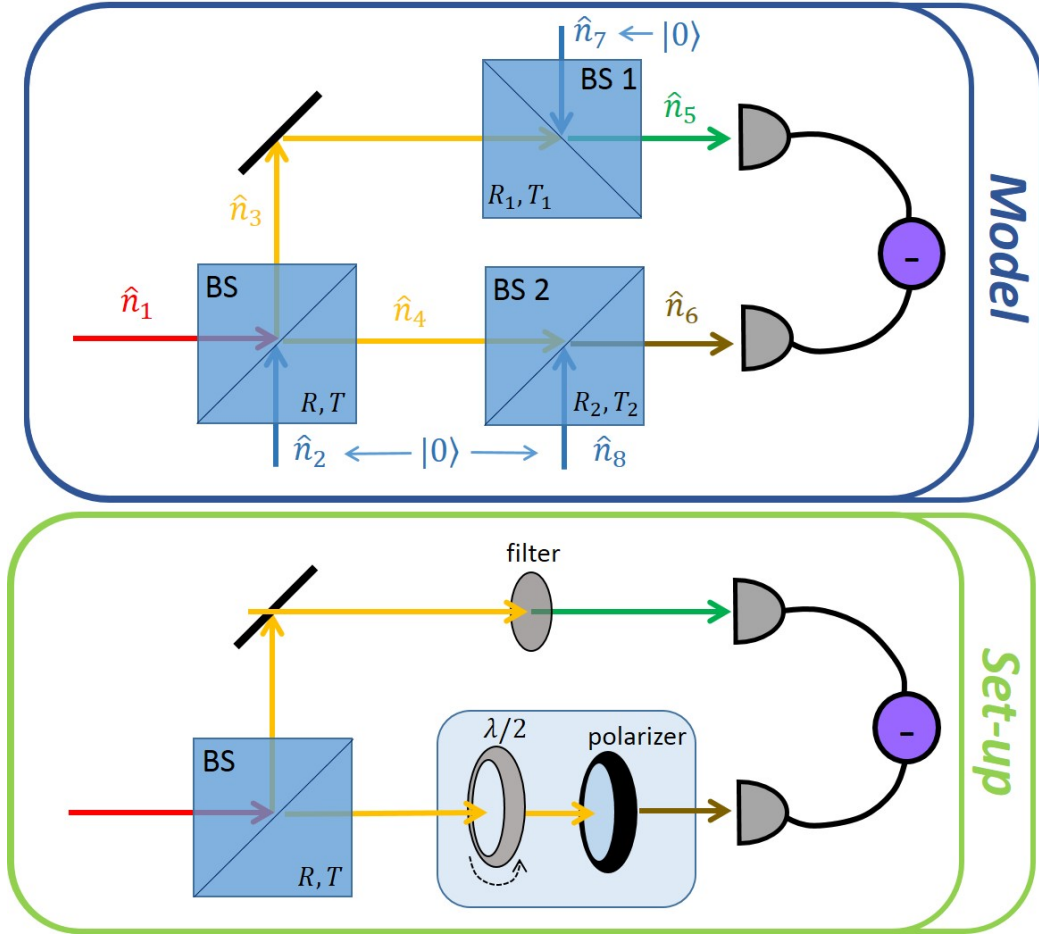 n̂₇ ← |0⟩
BS 1
n̂₅
R₁, T₁
n̂₃
BS
BS 2
n̂₁
n̂₄
n̂₆
-
R, T
R₂, T₂
n̂₂ ← |0⟩ → n̂₈
Model
filter
λ/2
polarizer
BS
-
R, T
Set-up